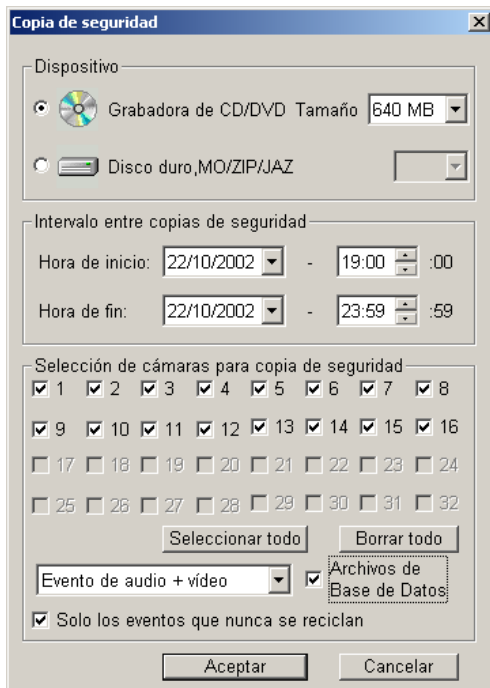 Copia de seguridad
Dispositivo
Grabadora de CD/DVD Tamaño 640 MB
Disco duro,MO/ZIP/JAZ
Intervalo entre copias de seguridad
Hora de inicio: 22/10/2002 - 19:00 :00
Hora de fin: 22/10/2002 - 23:59 :59
Selección de cámaras para copia de seguridad
1 2 3 4 5 6 7 8
9 10 11 12 13 14 15 16
17 18 19 20 21 22 23 24
25 26 27 28 29 30 31 32
Seleccionar todo Borrar todo
Evento de audio + vídeo
Archivos de
Base de Datos
Solo los eventos que nunca se reciclan
Aceptar Cancelar